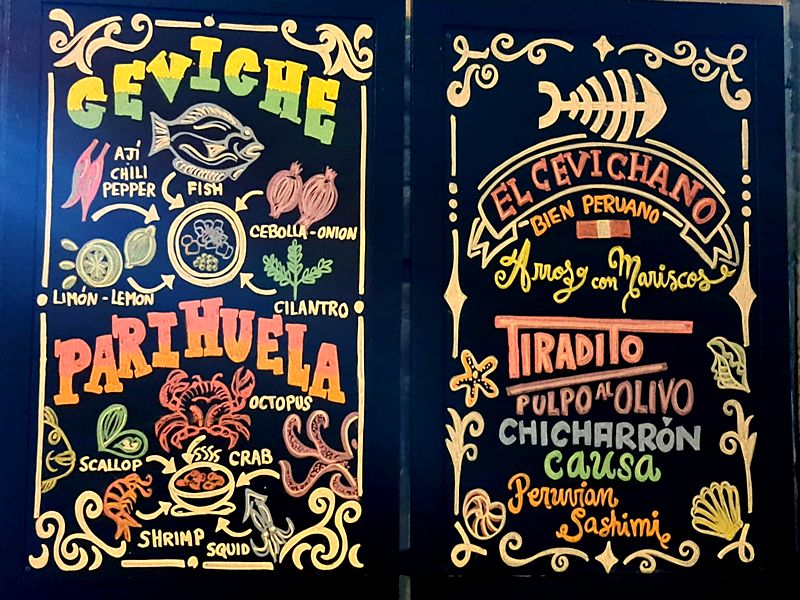 CEVICHE
AJÍ
CHILI
PEPPER
FISH
CEBOLLA-ONION
LIMÓN-LEMON
CILANTRO
PARIHUELA
OCTOPUS
SCALLOP
CRAB
SHRIMP
SQUID
EL CEVICHANO
BIEN PERUANO
Arroz con Mariscos
TIRADITO
PULPO AL OLIVO
CHICHARRÓN
CAUSA
Peruvian
Sashimi